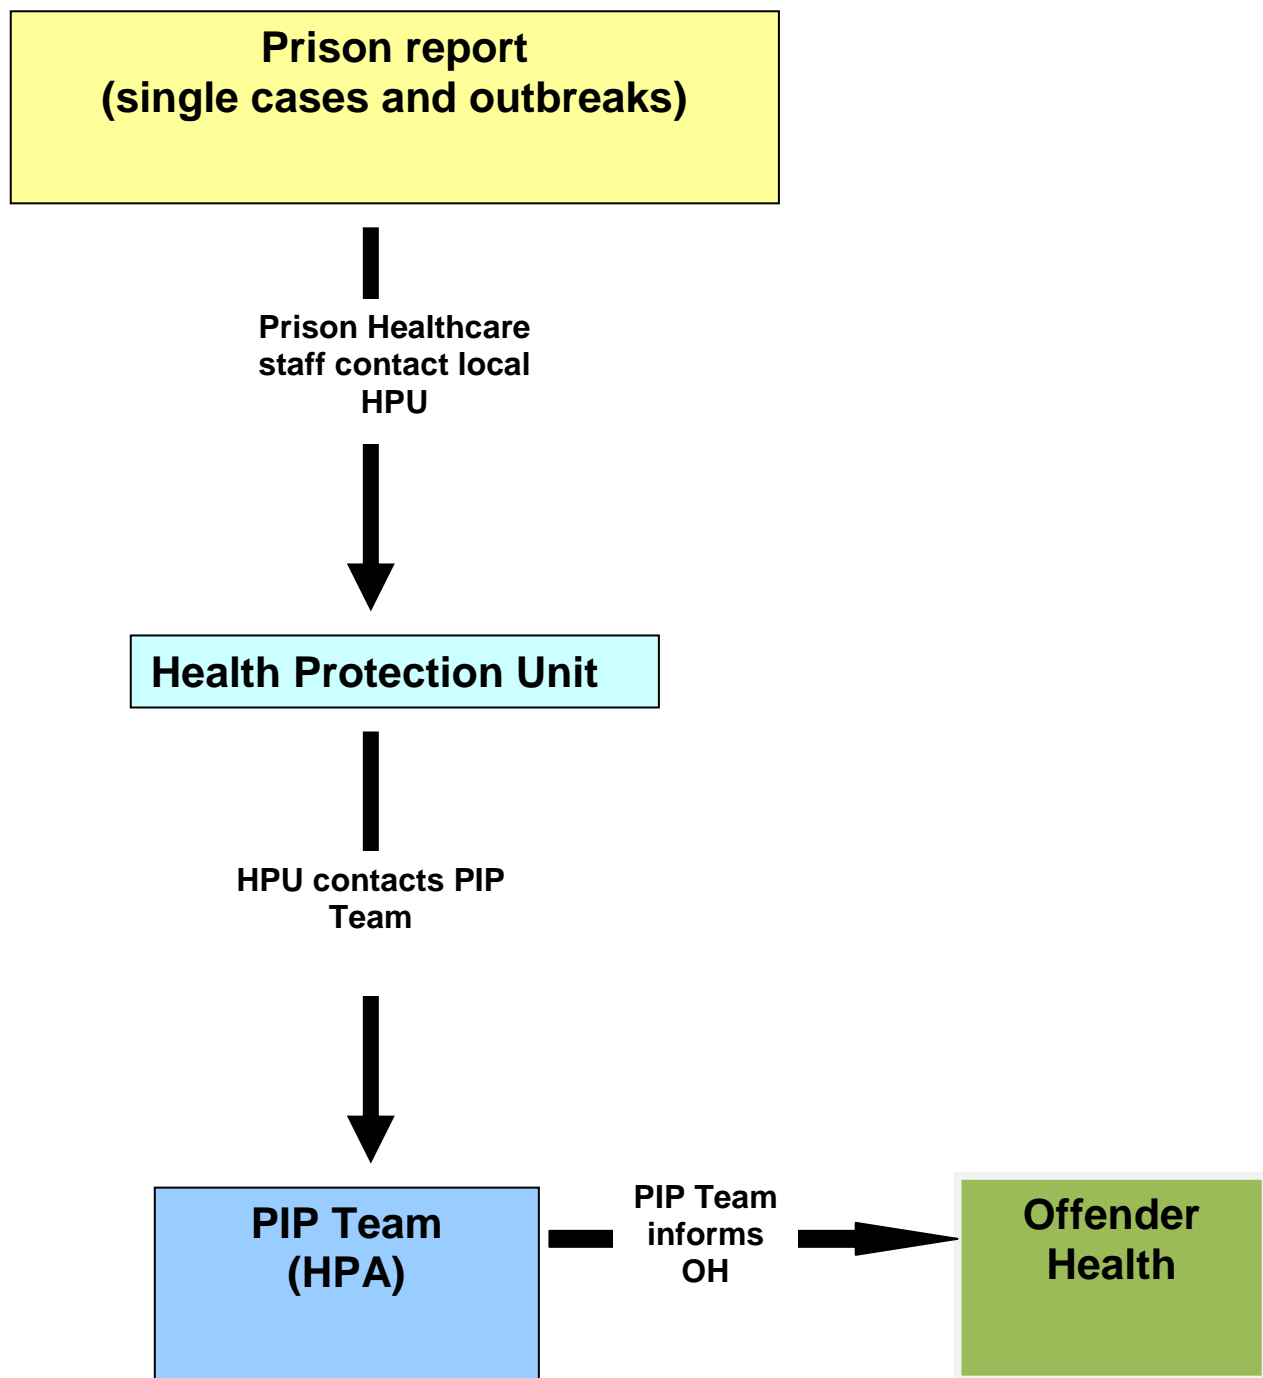 Prison report
(single cases and outbreaks)
Prison Healthcare
staff contact local
HPU
Health Protection Unit
HPU contacts PIP
Team
PIP Team
(HPA)
PIP Team
informs
OH
Offender
Health